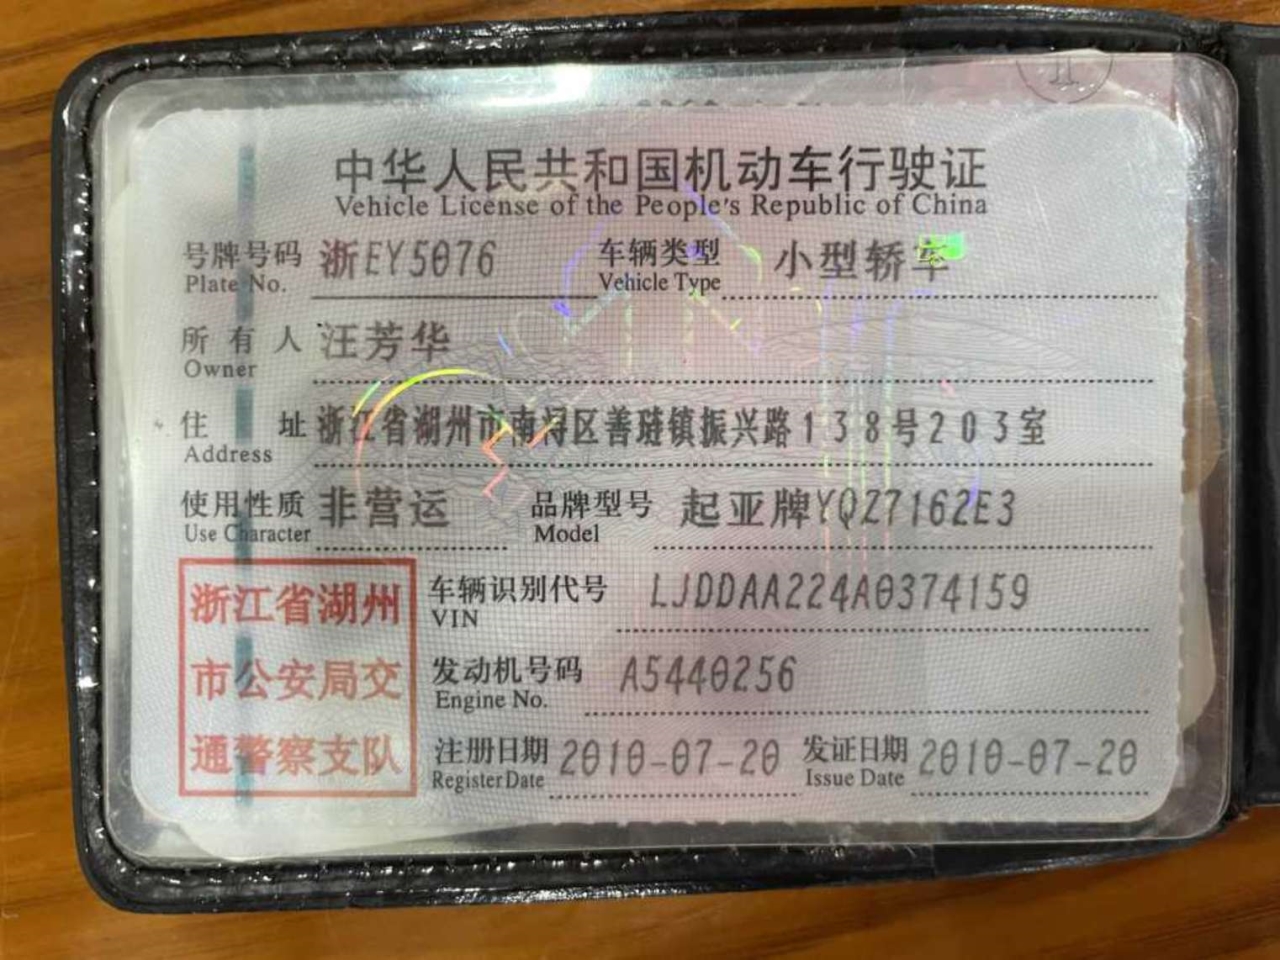 中华人民共和国机动车行驶证
Vehicle License of the People's Republic of China
号牌号码 浙EY5076 车辆类型 小型轿车
Plate No. Vehicle Type
所有人 汪芳华
Owner
住址 浙江省湖州市南浔区善琏镇振兴路138号203室
Address
使用性质 非营运 品牌型号 起亚牌YQZ7162E3
Use Character Model
浙江省湖州
市公安局交
通警察支队
车辆识别代号 LJDDAA224A0374159
VIN
发动机号码 A5440256
Engine No.
注册日期 2010-07-20 发证日期 2010-07-20
Register Date Issue Date